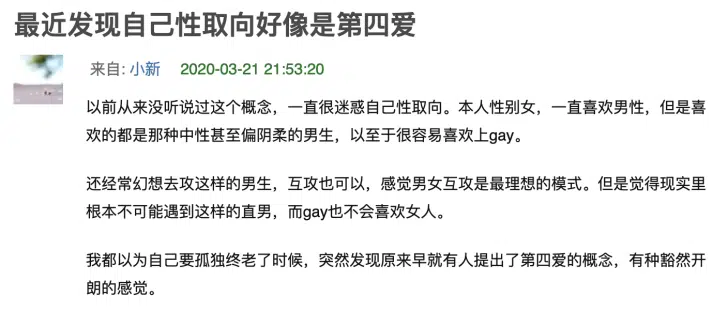 最近发现自己性取向好像是第四爱
来自: 小新 2020-03-21 21:53:20
以前从来没听说过这个概念，一直很迷惑自己性取向。本人性别女，一直喜欢男性，但是喜
欢的都是那种中性甚至偏阴柔的男生，以至于很容易喜欢上gay。
还经常幻想去攻这样的男生，互攻也可以，感觉男女互攻是最理想的模式。但是觉得现实里
根本不可能遇到这样的直男，而gay也不会喜欢女人。
我都以为自己要孤独终老了时候，突然发现原来早就有人提出了第四爱的概念，有种豁然开
朗的感觉。